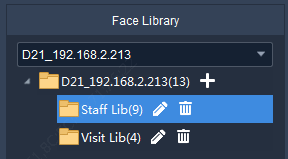 Face Library
D21_192.168.2.213
D21_192.168.2.213(13)
Staff Lib(9)
Visit Lib(4)